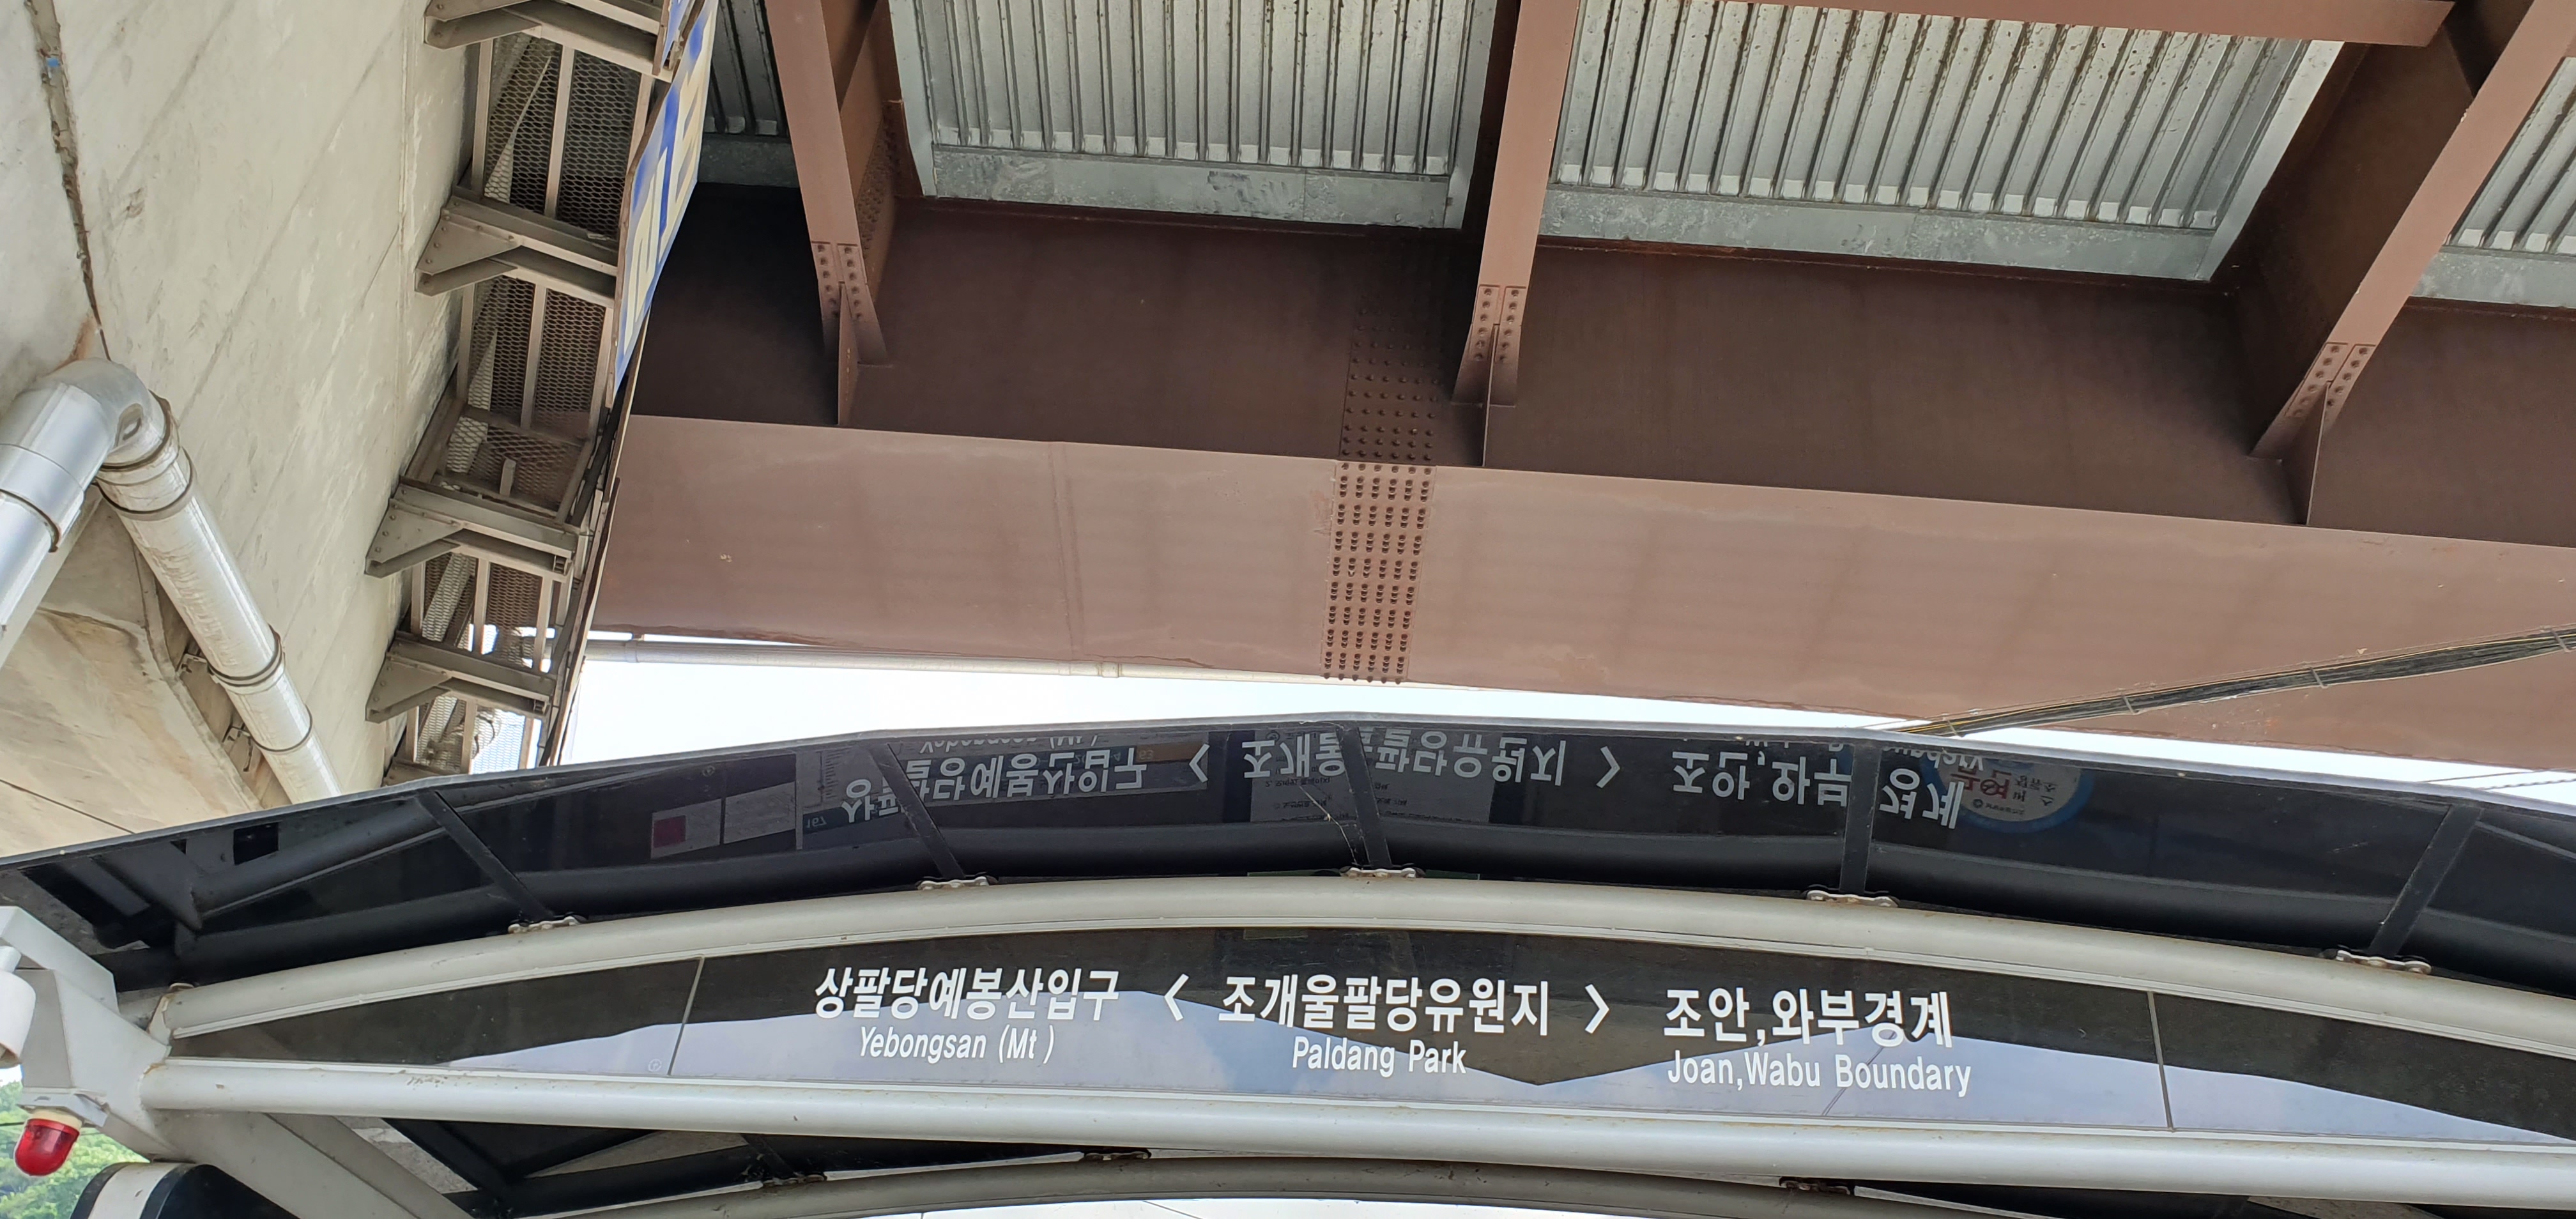 상팔당예봉산입구 < 조개울팔당유원지 > 조안,와부경계
Yebongsan (Mt) Paldang Park Joan,Wabu Boundary